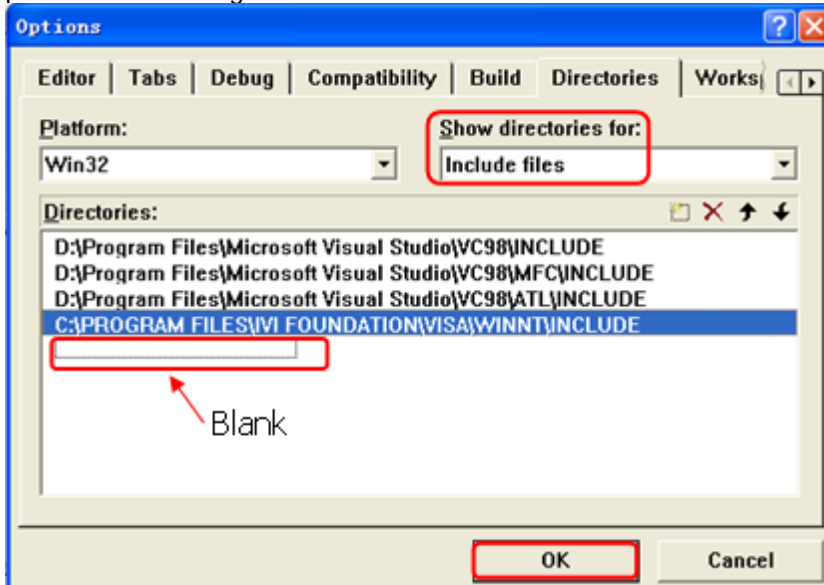 Options
Editor Tabs Debug Compatibility Build Directories Works
Platform: Show directories for:
Win32 Include files
Directories:
D:\Program Files\Microsoft Visual Studio\VC98\INCLUDE
D:\Program Files\Microsoft Visual Studio\VC98\MFC\INCLUDE
D:\Program Files\Microsoft Visual Studio\VC98\ATL\INCLUDE
C:\PROGRAM FILES\IVI FOUNDATION\VISA\WINNT\INCLUDE
Blank
OK Cancel